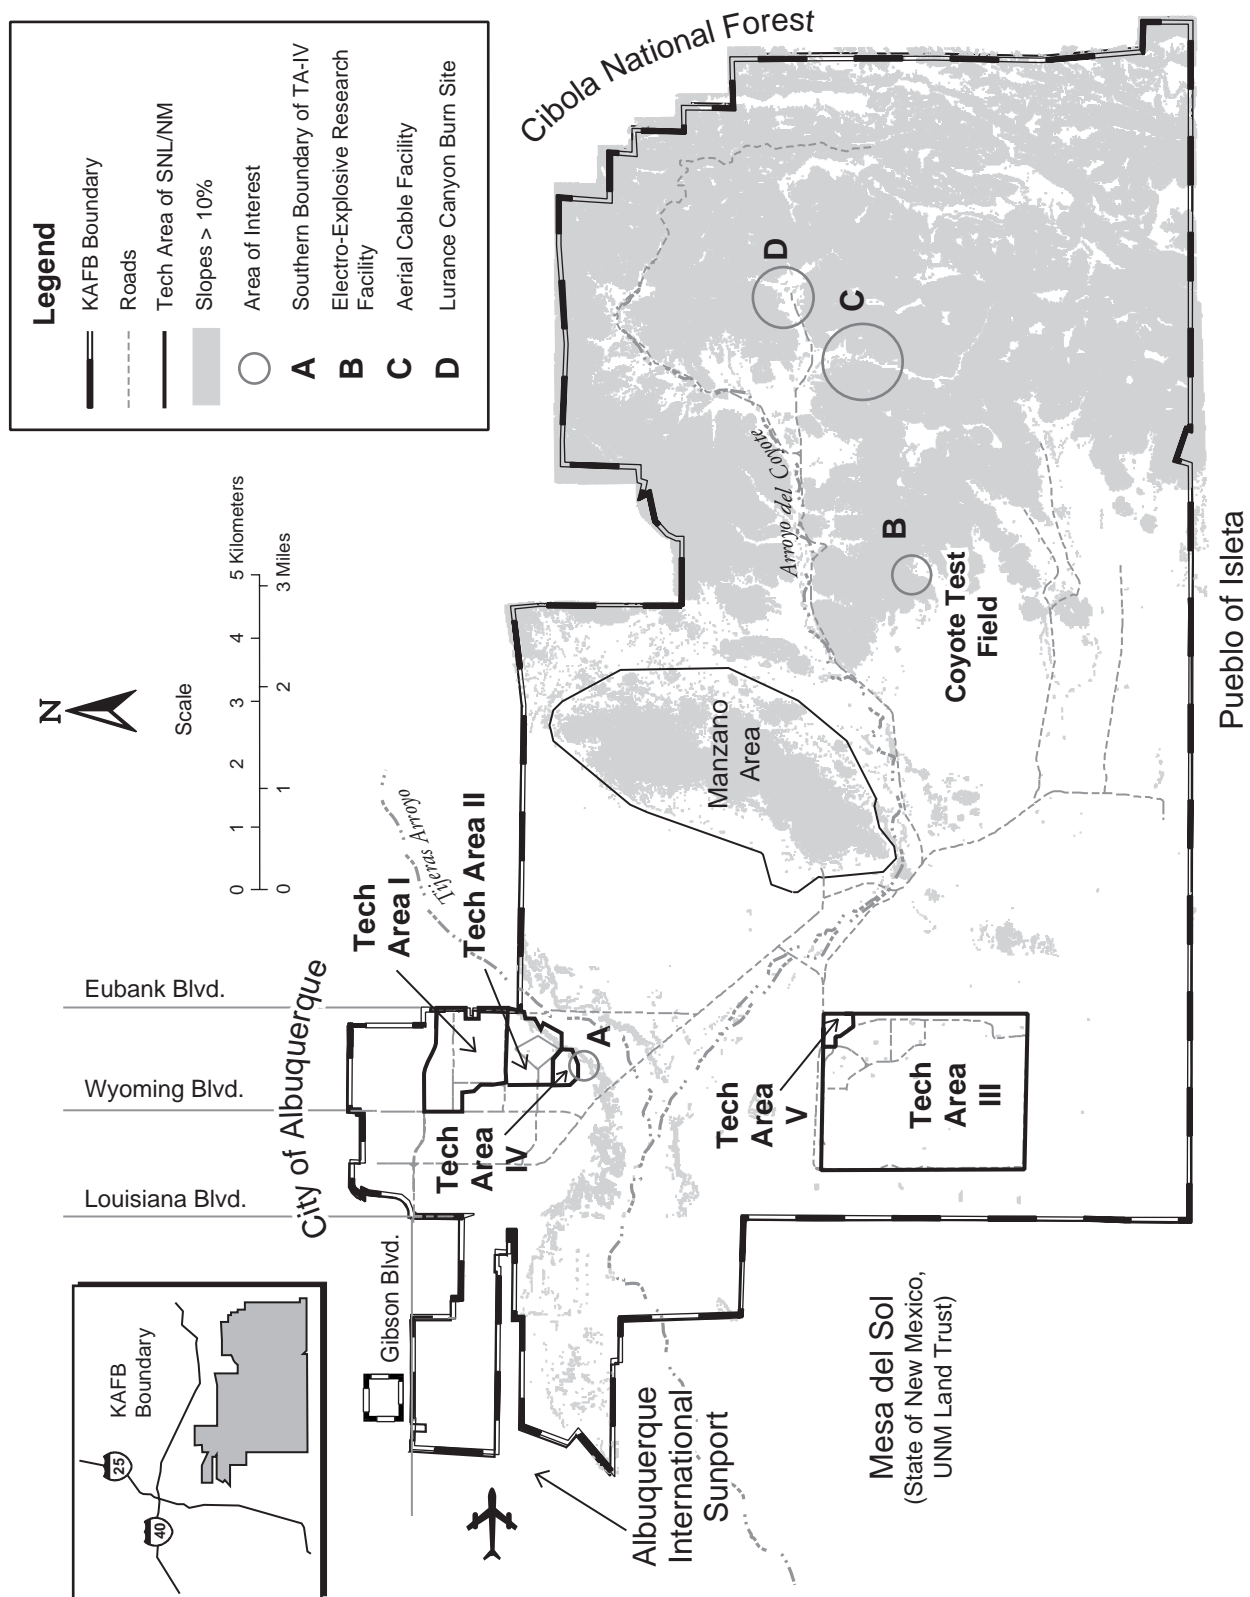 KAFB
Boundary
25
40
Louisiana Blvd.
Wyoming Blvd.
Eubank Blvd.
City of Albuquerque
Gibson Blvd.
N
Scale
0 1 2 3 4 5 Kilometers
0 1 2 3 Miles
Legend
KAFB Boundary
Roads
Tech Area of SNL/NM
Slopes > 10%
Area of Interest
A Southern Boundary of TA-IV
B Electro-Explosive Research
Facility
C Aerial Cable Facility
D Lurance Canyon Burn Site
Cibola National Forest
Tijeras Arroyo
Tech
Area I
Tech Area II
Tech
Area
IV
A
Albuquerque
International
Sunport
Manzano
Area
Arroyo del Coyote
D
C
B
Coyote Test
Field
Tech
Area
V
Tech
Area
III
Mesa del Sol
(State of New Mexico,
UNM Land Trust)
Pueblo of Isleta